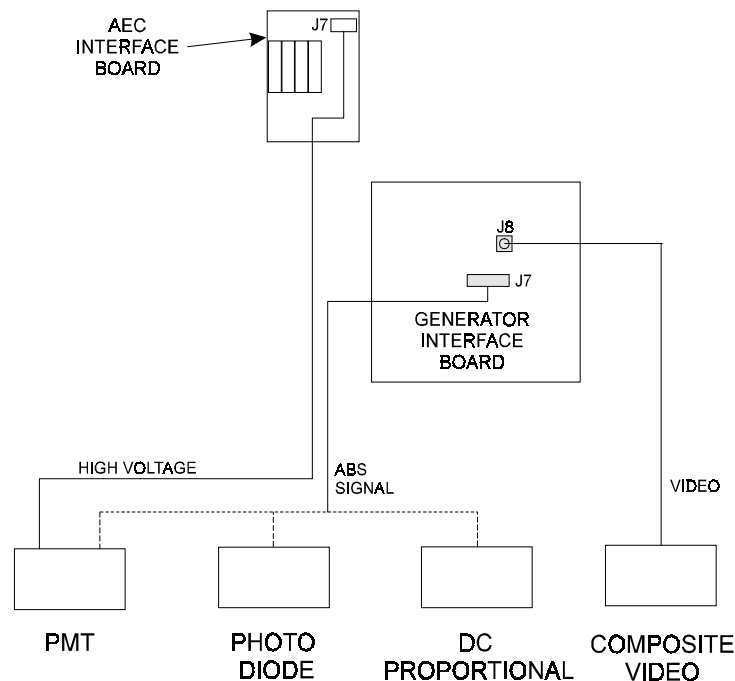 AEC
INTERFACE
BOARD
J7
J8
J7
GENERATOR
INTERFACE
BOARD
HIGH VOLTAGE
ABS
SIGNAL
VIDEO
PMT
PHOTO
DIODE
DC
PROPORTIONAL
COMPOSITE
VIDEO